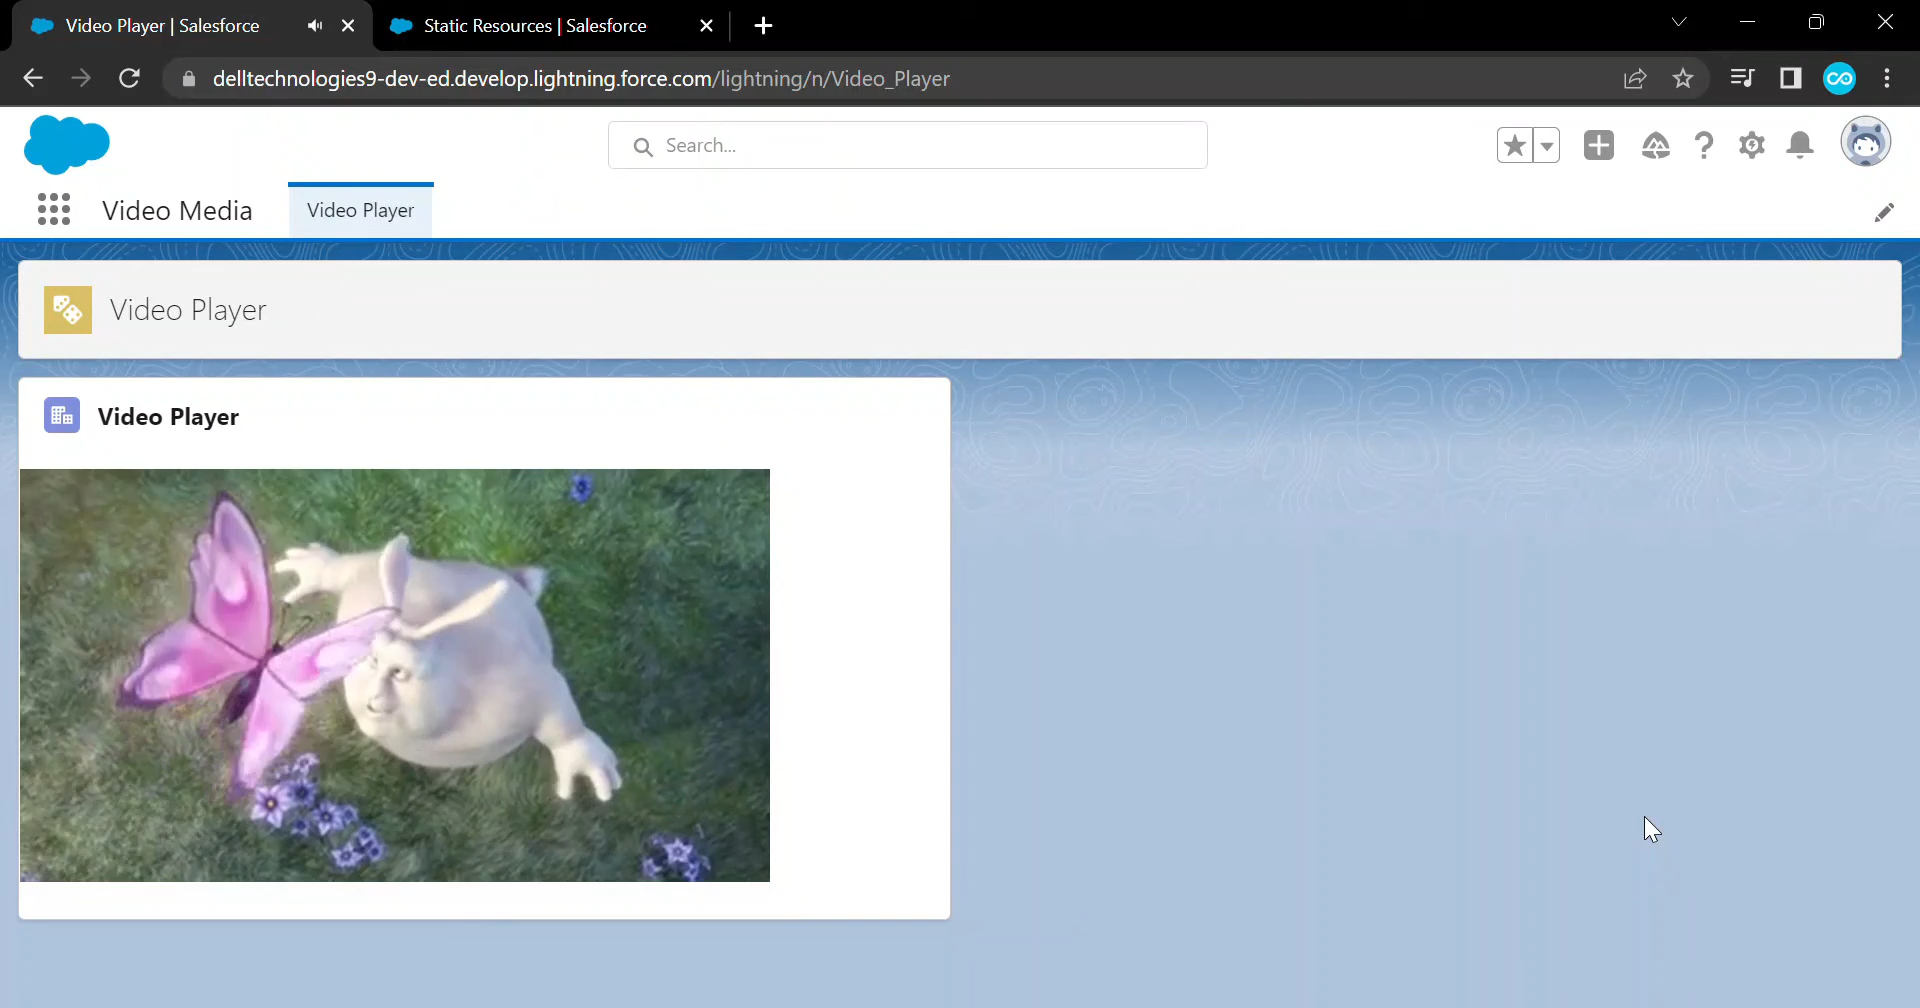 Video Player | Salesforce
Static Resources | Salesforce
delltechnologies9-dev-ed.develop.lightning.force.com/lightning/n/Video_Player
Search...
Video Media
Video Player
Video Player
Video Player